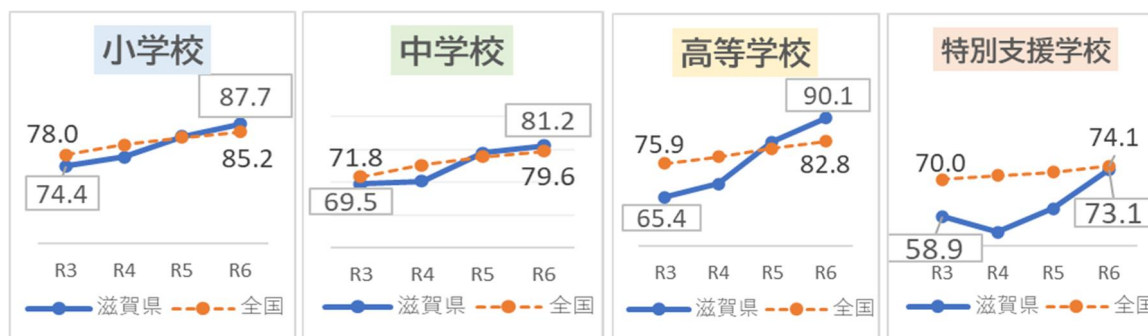 小学校
87.7
78.0
85.2
74.4
R3 R4 R5 R6
滋賀県 全国
中学校
81.2
71.8
79.6
69.5
R3 R4 R5 R6
滋賀県 全国
高等学校
90.1
75.9
82.8
65.4
R3 R4 R5 R6
滋賀県 全国
特別支援学校
74.1
70.0
73.1
58.9
R3 R4 R5 R6
滋賀県 全国